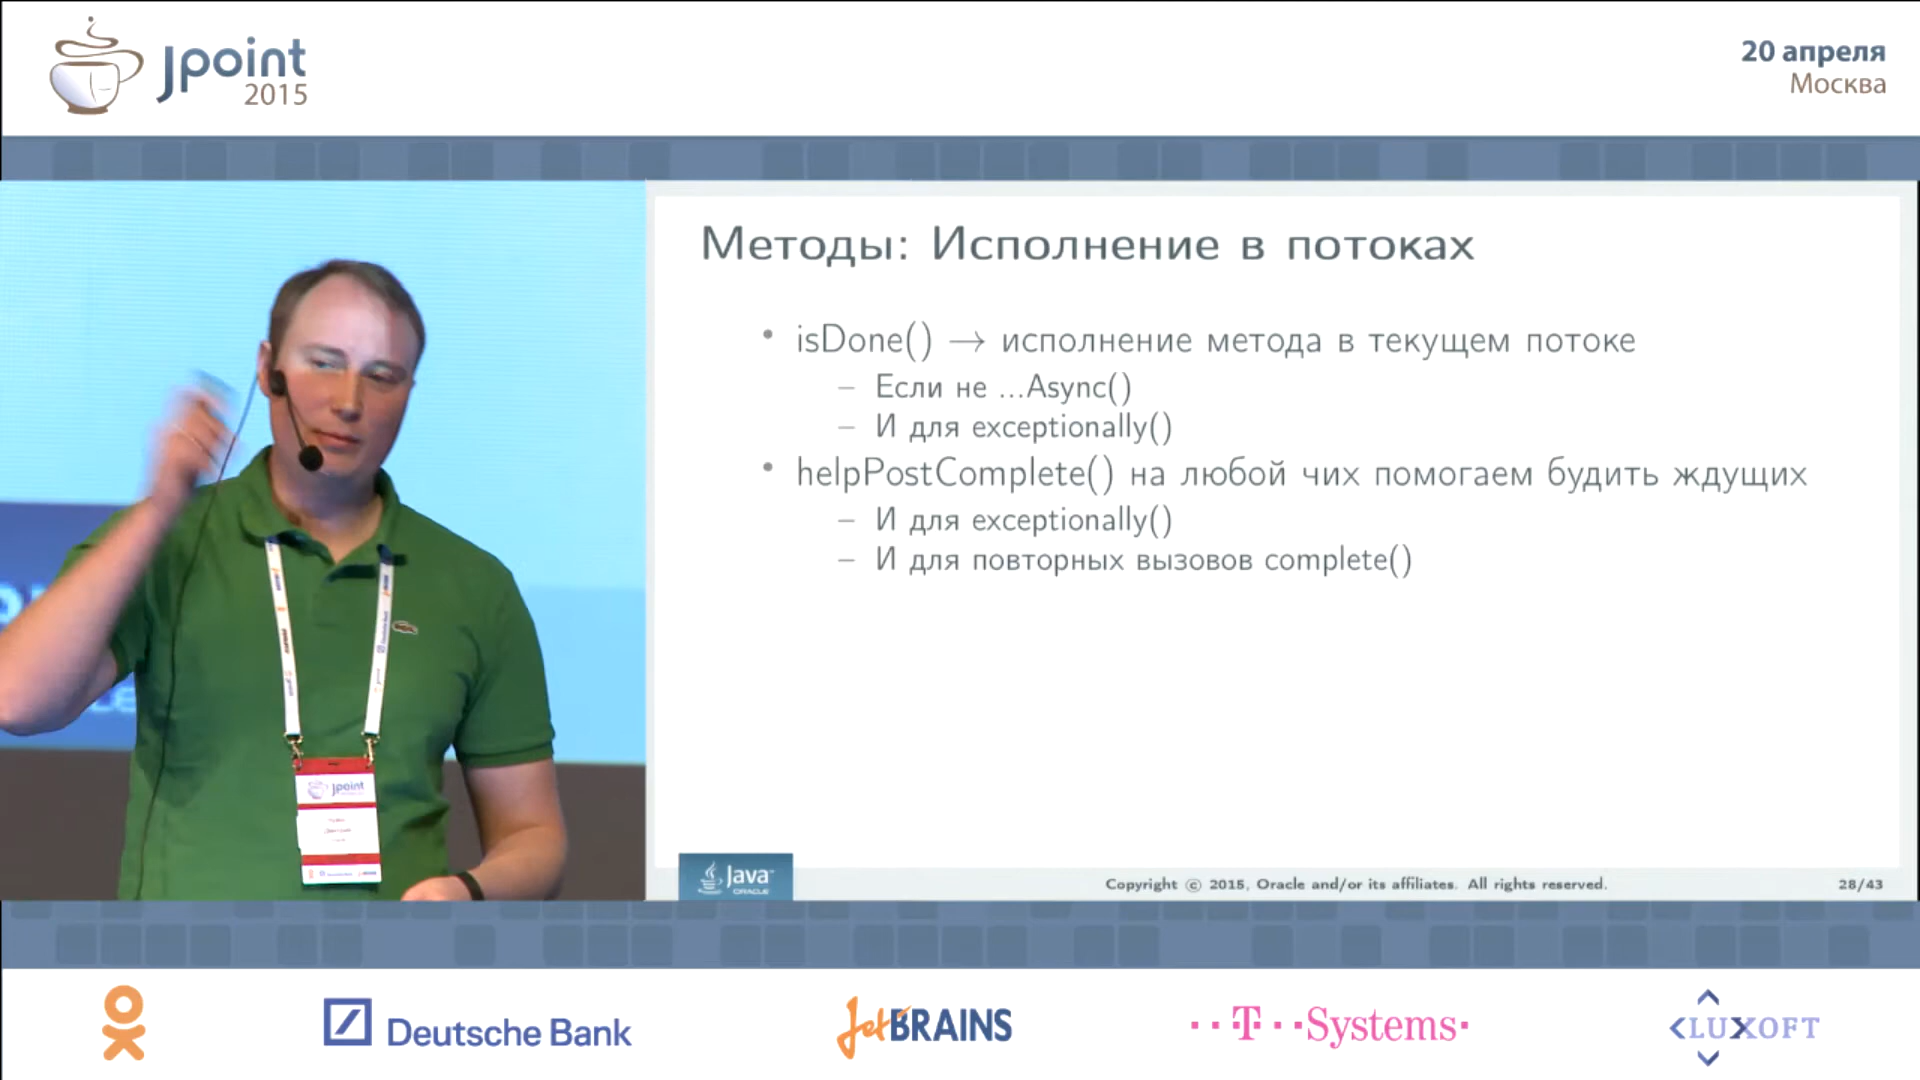 Jpoint
2015
20 апреля
Москва
Методы: Исполнение в потоках
• isDone() → исполнение метода в текущем потоке
– Если не ...Async()
– И для exceptionally()
• helpPostComplete() на любой чих помогаем будить ждущих
– И для exceptionally()
– И для повторных вызовов complete()
Jpoint
Java
ORACLE
Copyright © 2015, Oracle and/or its affiliates. All rights reserved.
28/43
Deutsche Bank
JetBRAINS
··T··Systems·
LUXOFT